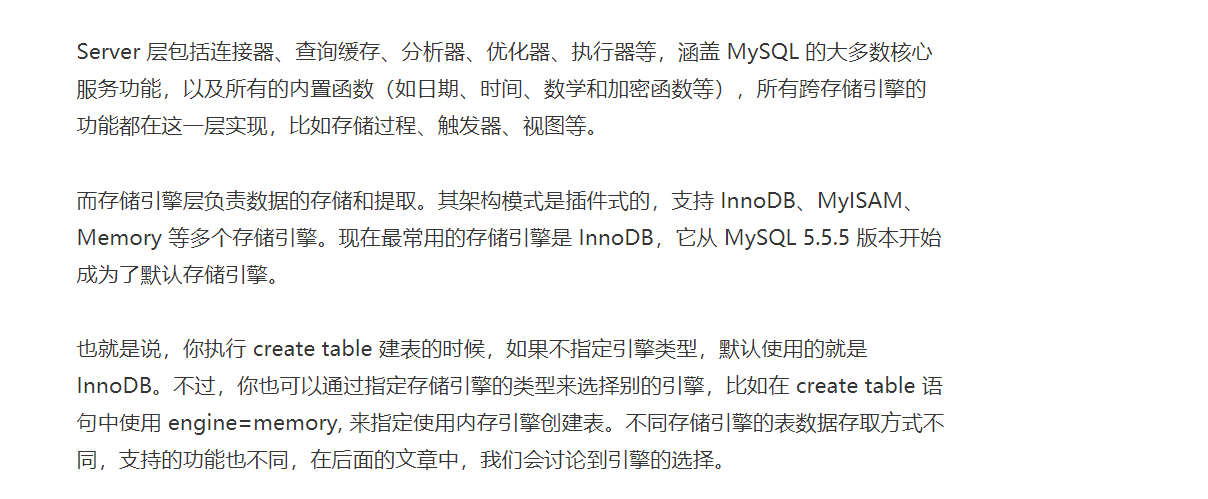 Server 层包括连接器、查询缓存、分析器、优化器、执行器等，涵盖 MySQL 的大多数核心
服务功能，以及所有的内置函数（如日期、时间、数学和加密函数等），所有跨存储引擎的
功能都在这一层实现，比如存储过程、触发器、视图等。
而存储引擎层负责数据的存储和提取。其架构模式是插件式的，支持 InnoDB、MyISAM、
Memory 等多个存储引擎。现在最常用的存储引擎是 InnoDB，它从 MySQL 5.5.5 版本开始
成为了默认存储引擎。
也就是说，你执行 create table 建表的时候，如果不指定引擎类型，默认使用的就是
InnoDB。不过，你也可以通过指定存储引擎的类型来选择别的引擎，比如在 create table 语
句中使用 engine=memory, 来指定使用内存引擎创建表。不同存储引擎的表数据存取方式不
同，支持的功能也不同，在后面的文章中，我们会讨论到引擎的选择。